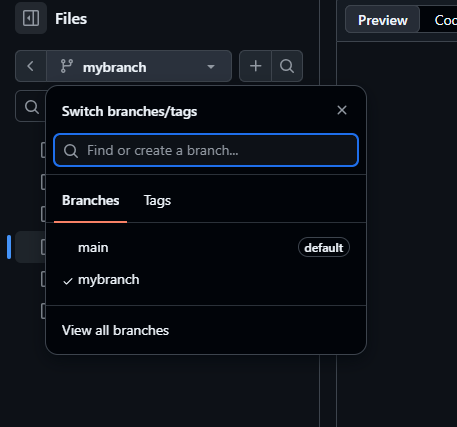 Files
Preview
mybranch
Switch branches/tags
Find or create a branch...
Branches Tags
main default
mybranch
View all branches